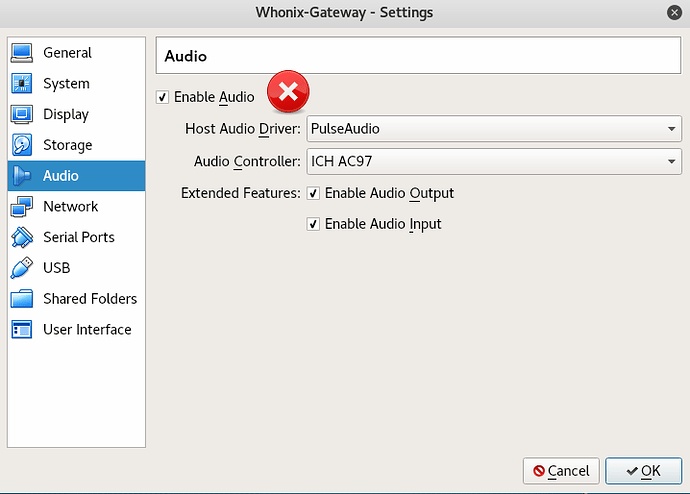 Whonix-Gateway - Settings
General
System
Display
Storage
Audio
Network
Serial Ports
USB
Shared Folders
User Interface
Audio
Enable Audio
Host Audio Driver: PulseAudio
Audio Controller: ICH AC97
Extended Features: Enable Audio Output
Enable Audio Input
Cancel OK